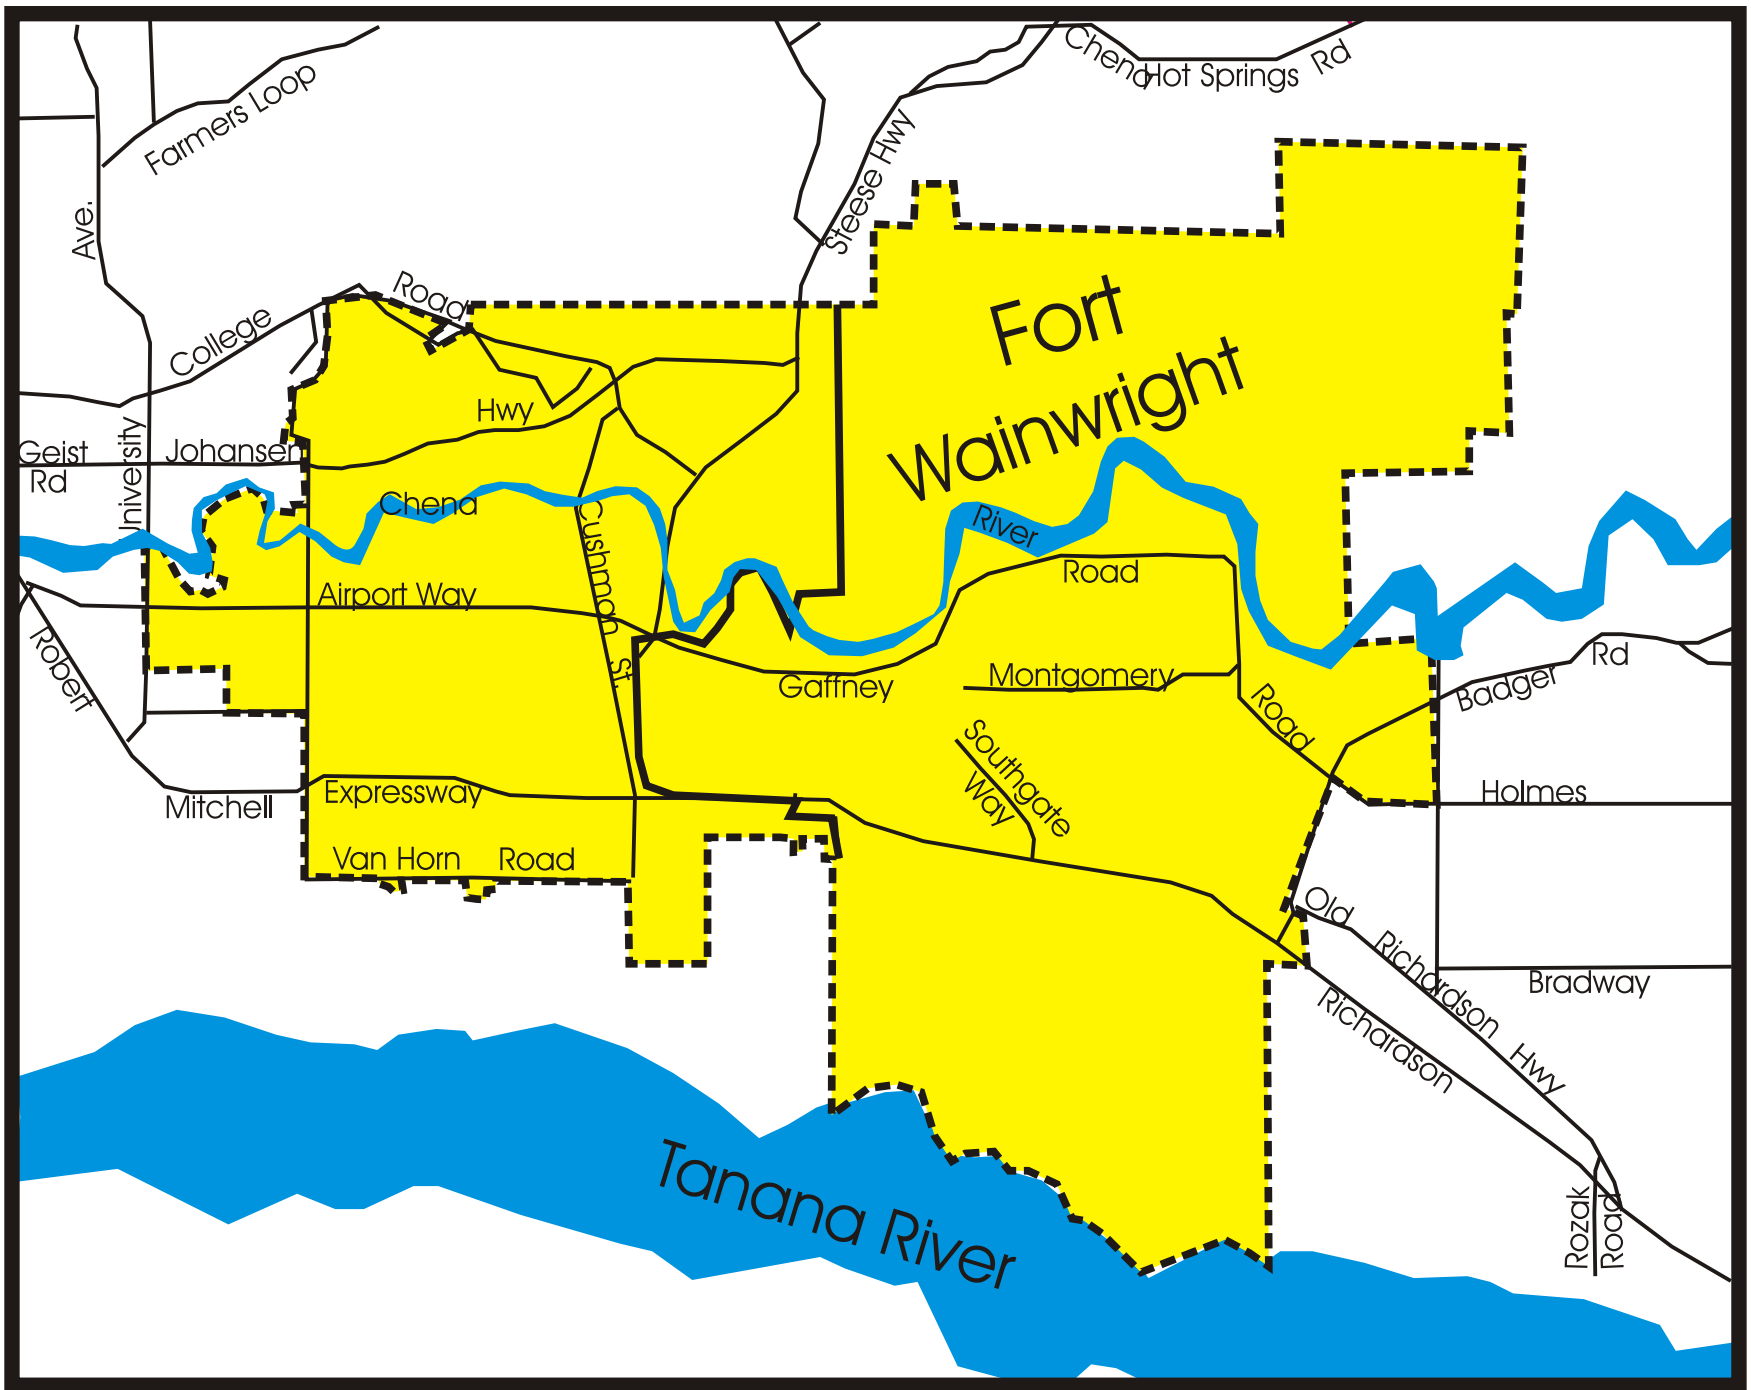 Chena
Hot Springs
Rd
Farmers Loop
Steese Hwy
Ave.
College
Road
Fort
Wainwright
Hwy
University
Geist
Rd
Johansen
Chena
River
Cushman
St.
Airport Way
Road
Robert
Gaffney
Montgomery
Road
Badger
Rd
Southgate
Way
Mitchell
Expressway
Holmes
Van Horn
Road
Old
Richardson
Hwy
Bradway
Richardson
Tanana River
Rozak
Road